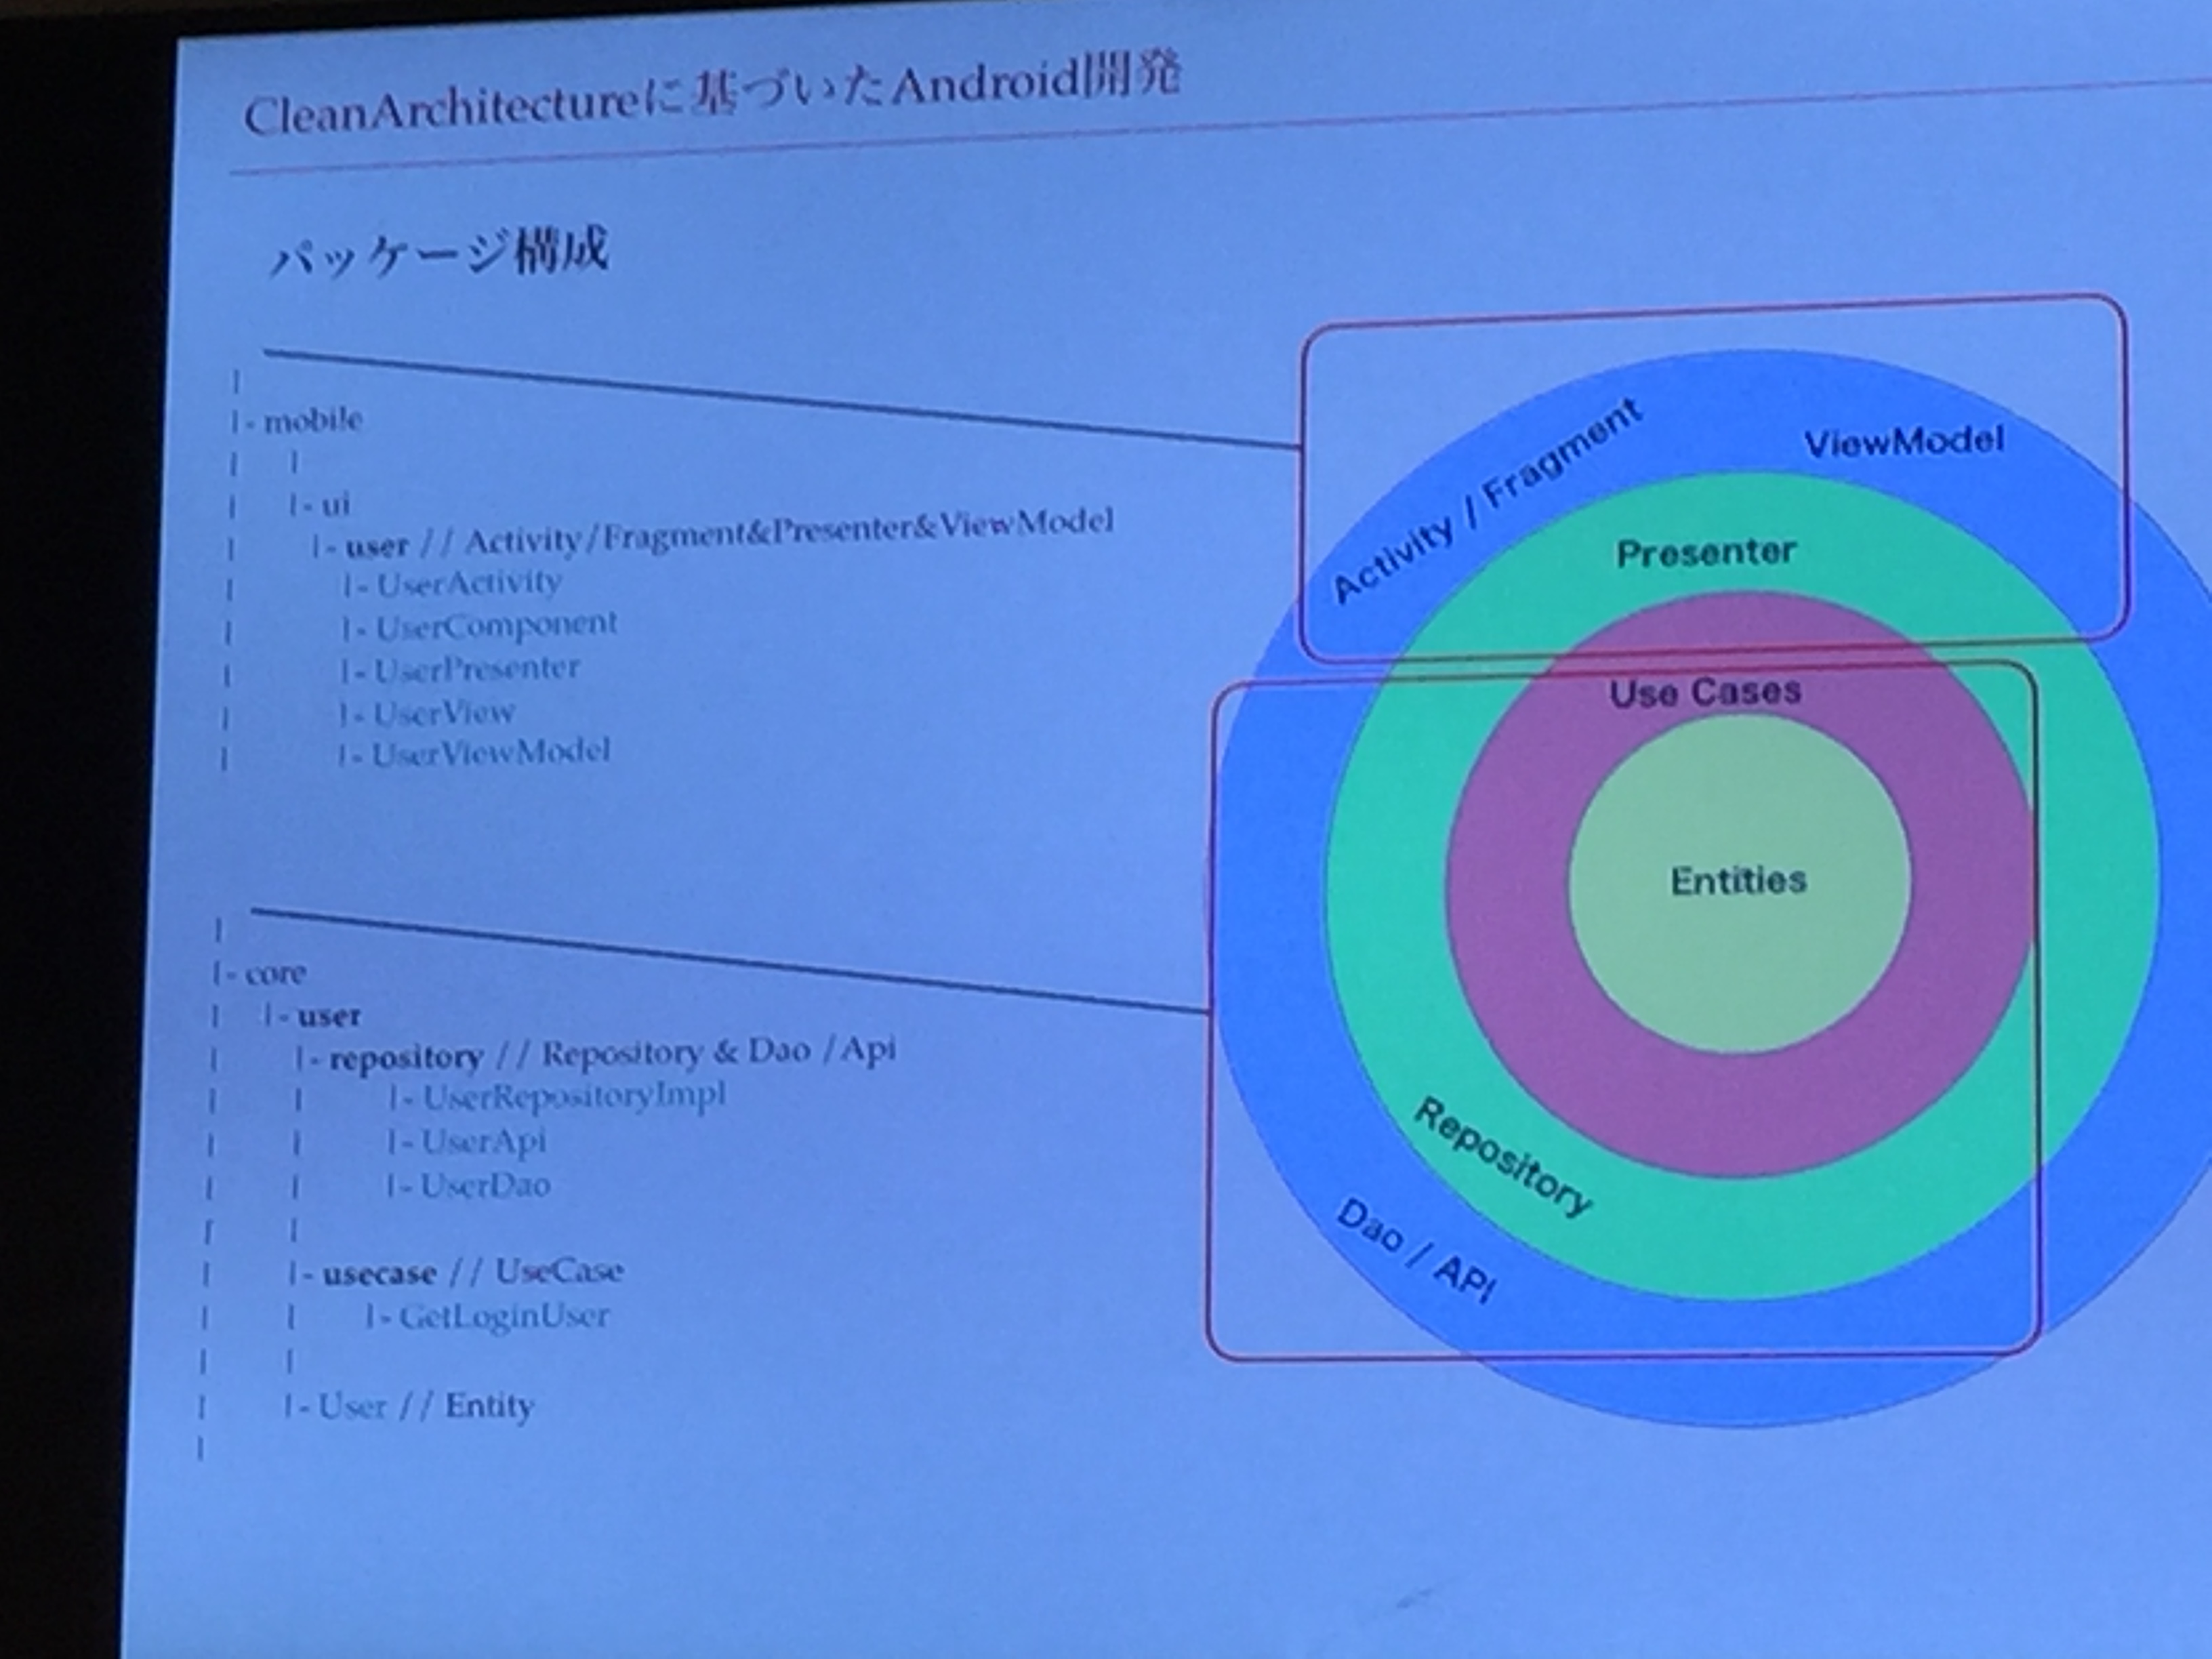 CleanArchitectureに基づいたAndroid開発
パッケージ構成
|
|- mobile
|    |
|    |- ui
|      |- user // Activity/Fragment&Presenter&ViewModel
|        |- UserActivity
|        |- UserComponent
|        |- UserPresenter
|        |- UserView
|        |- UserViewModel
|
|- core
|   |- user
|      |- repository // Repository & Dao /Api
|      |      |- UserRepositoryImpl
|      |      |- UserApi
|      |      |- UserDao
|      |
|      |- usecase // UseCase
|      |    |- GetLoginUser
|      |
|      |- User // Entity
|
Activity / Fragment
ViewModel
Presenter
Use Cases
Entities
Repository
Dao / API